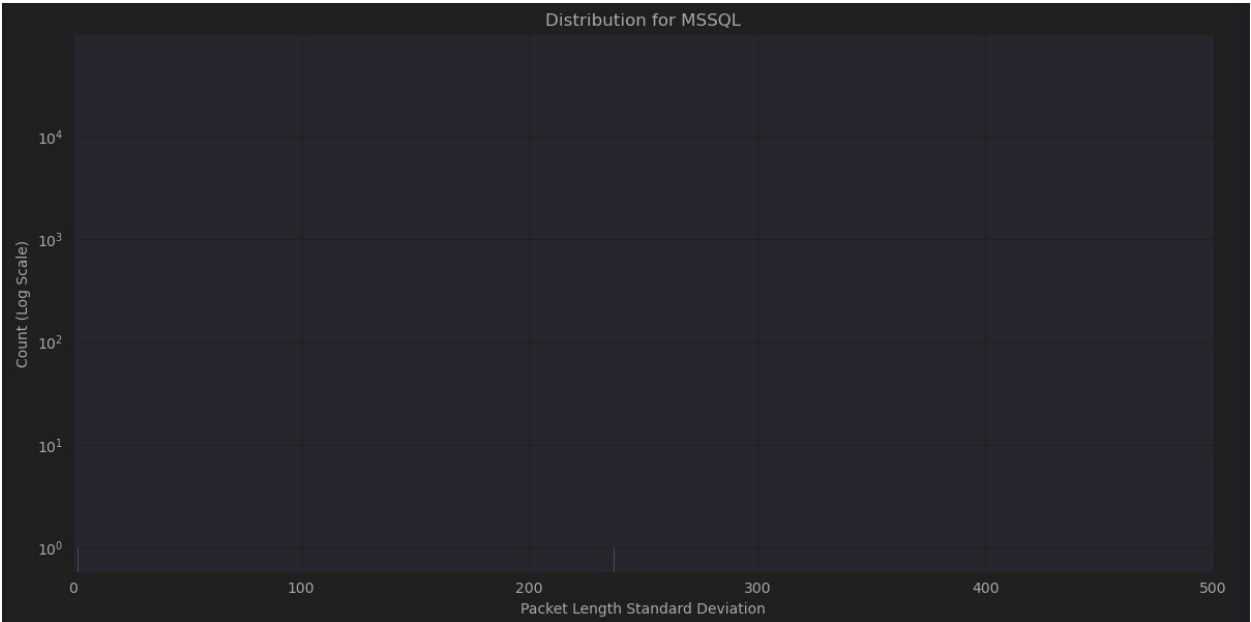 Distribution for MSSQL
Count (Log Scale)
10⁴
10³
10²
10¹
10⁰
0 100 200 300 400 500
Packet Length Standard Deviation